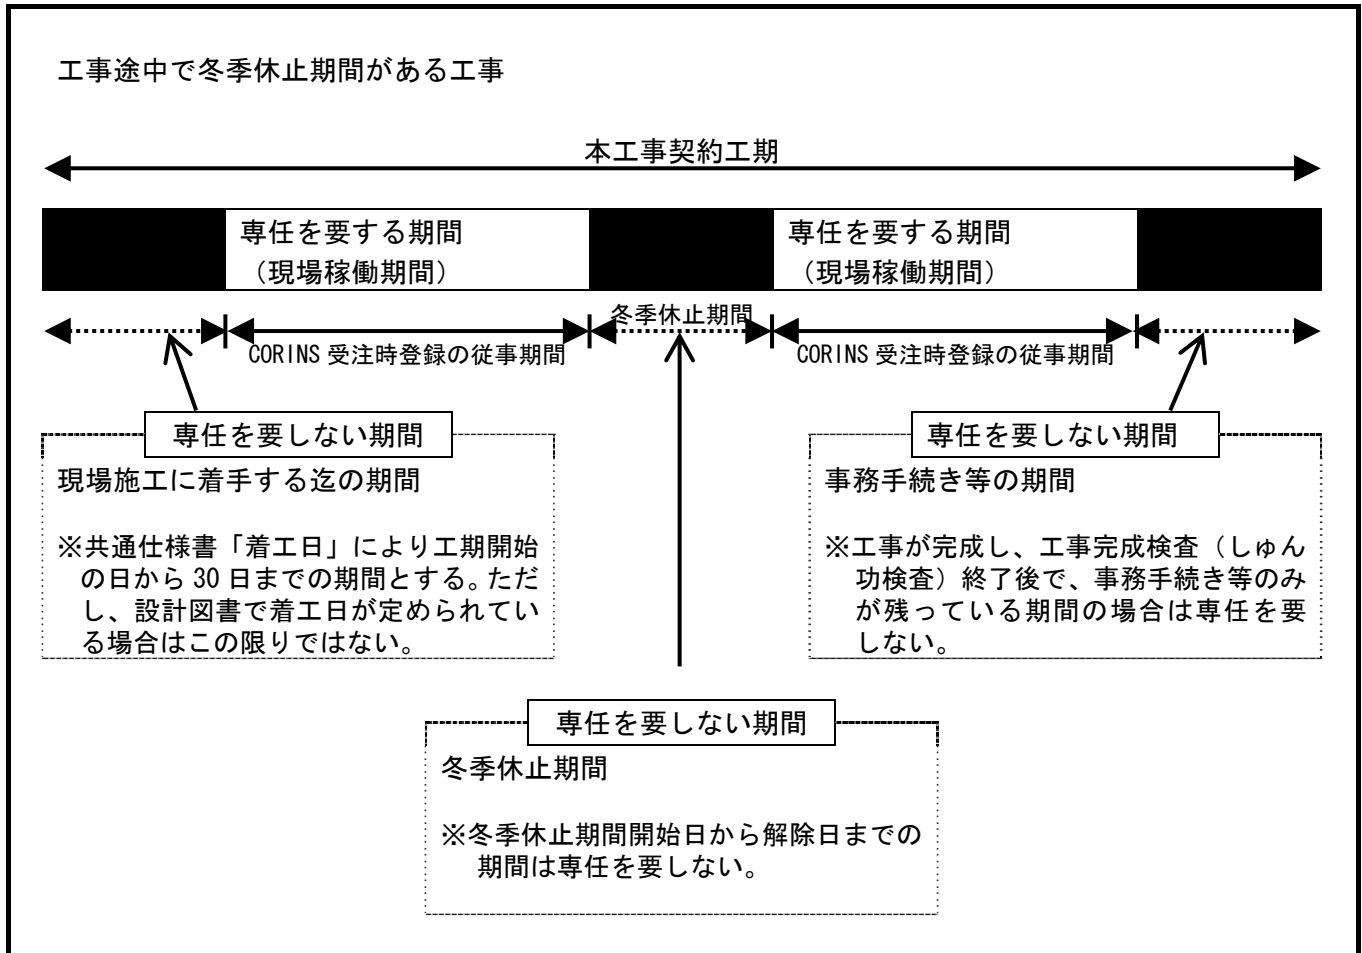 工事途中で冬季休止期間がある工事
本工事契約工期
専任を要する期間
（現場稼働期間）
専任を要する期間
（現場稼働期間）
冬季休止期間
CORINS 受注時登録の従事期間
CORINS 受注時登録の従事期間
専任を要しない期間
現場施工に着手する迄の期間
※共通仕様書「着工日」により工期開始
の日から 30 日までの期間とする。ただ
し、設計図書で着工日が定められてい
る場合はこの限りではない。
専任を要しない期間
事務手続き等の期間
※工事が完成し、工事完成検査（しゅん
功検査）終了後で、事務手続き等のみ
が残っている期間の場合は専任を要
しない。
専任を要しない期間
冬季休止期間
※冬季休止期間開始日から解除日までの
期間は専任を要しない。